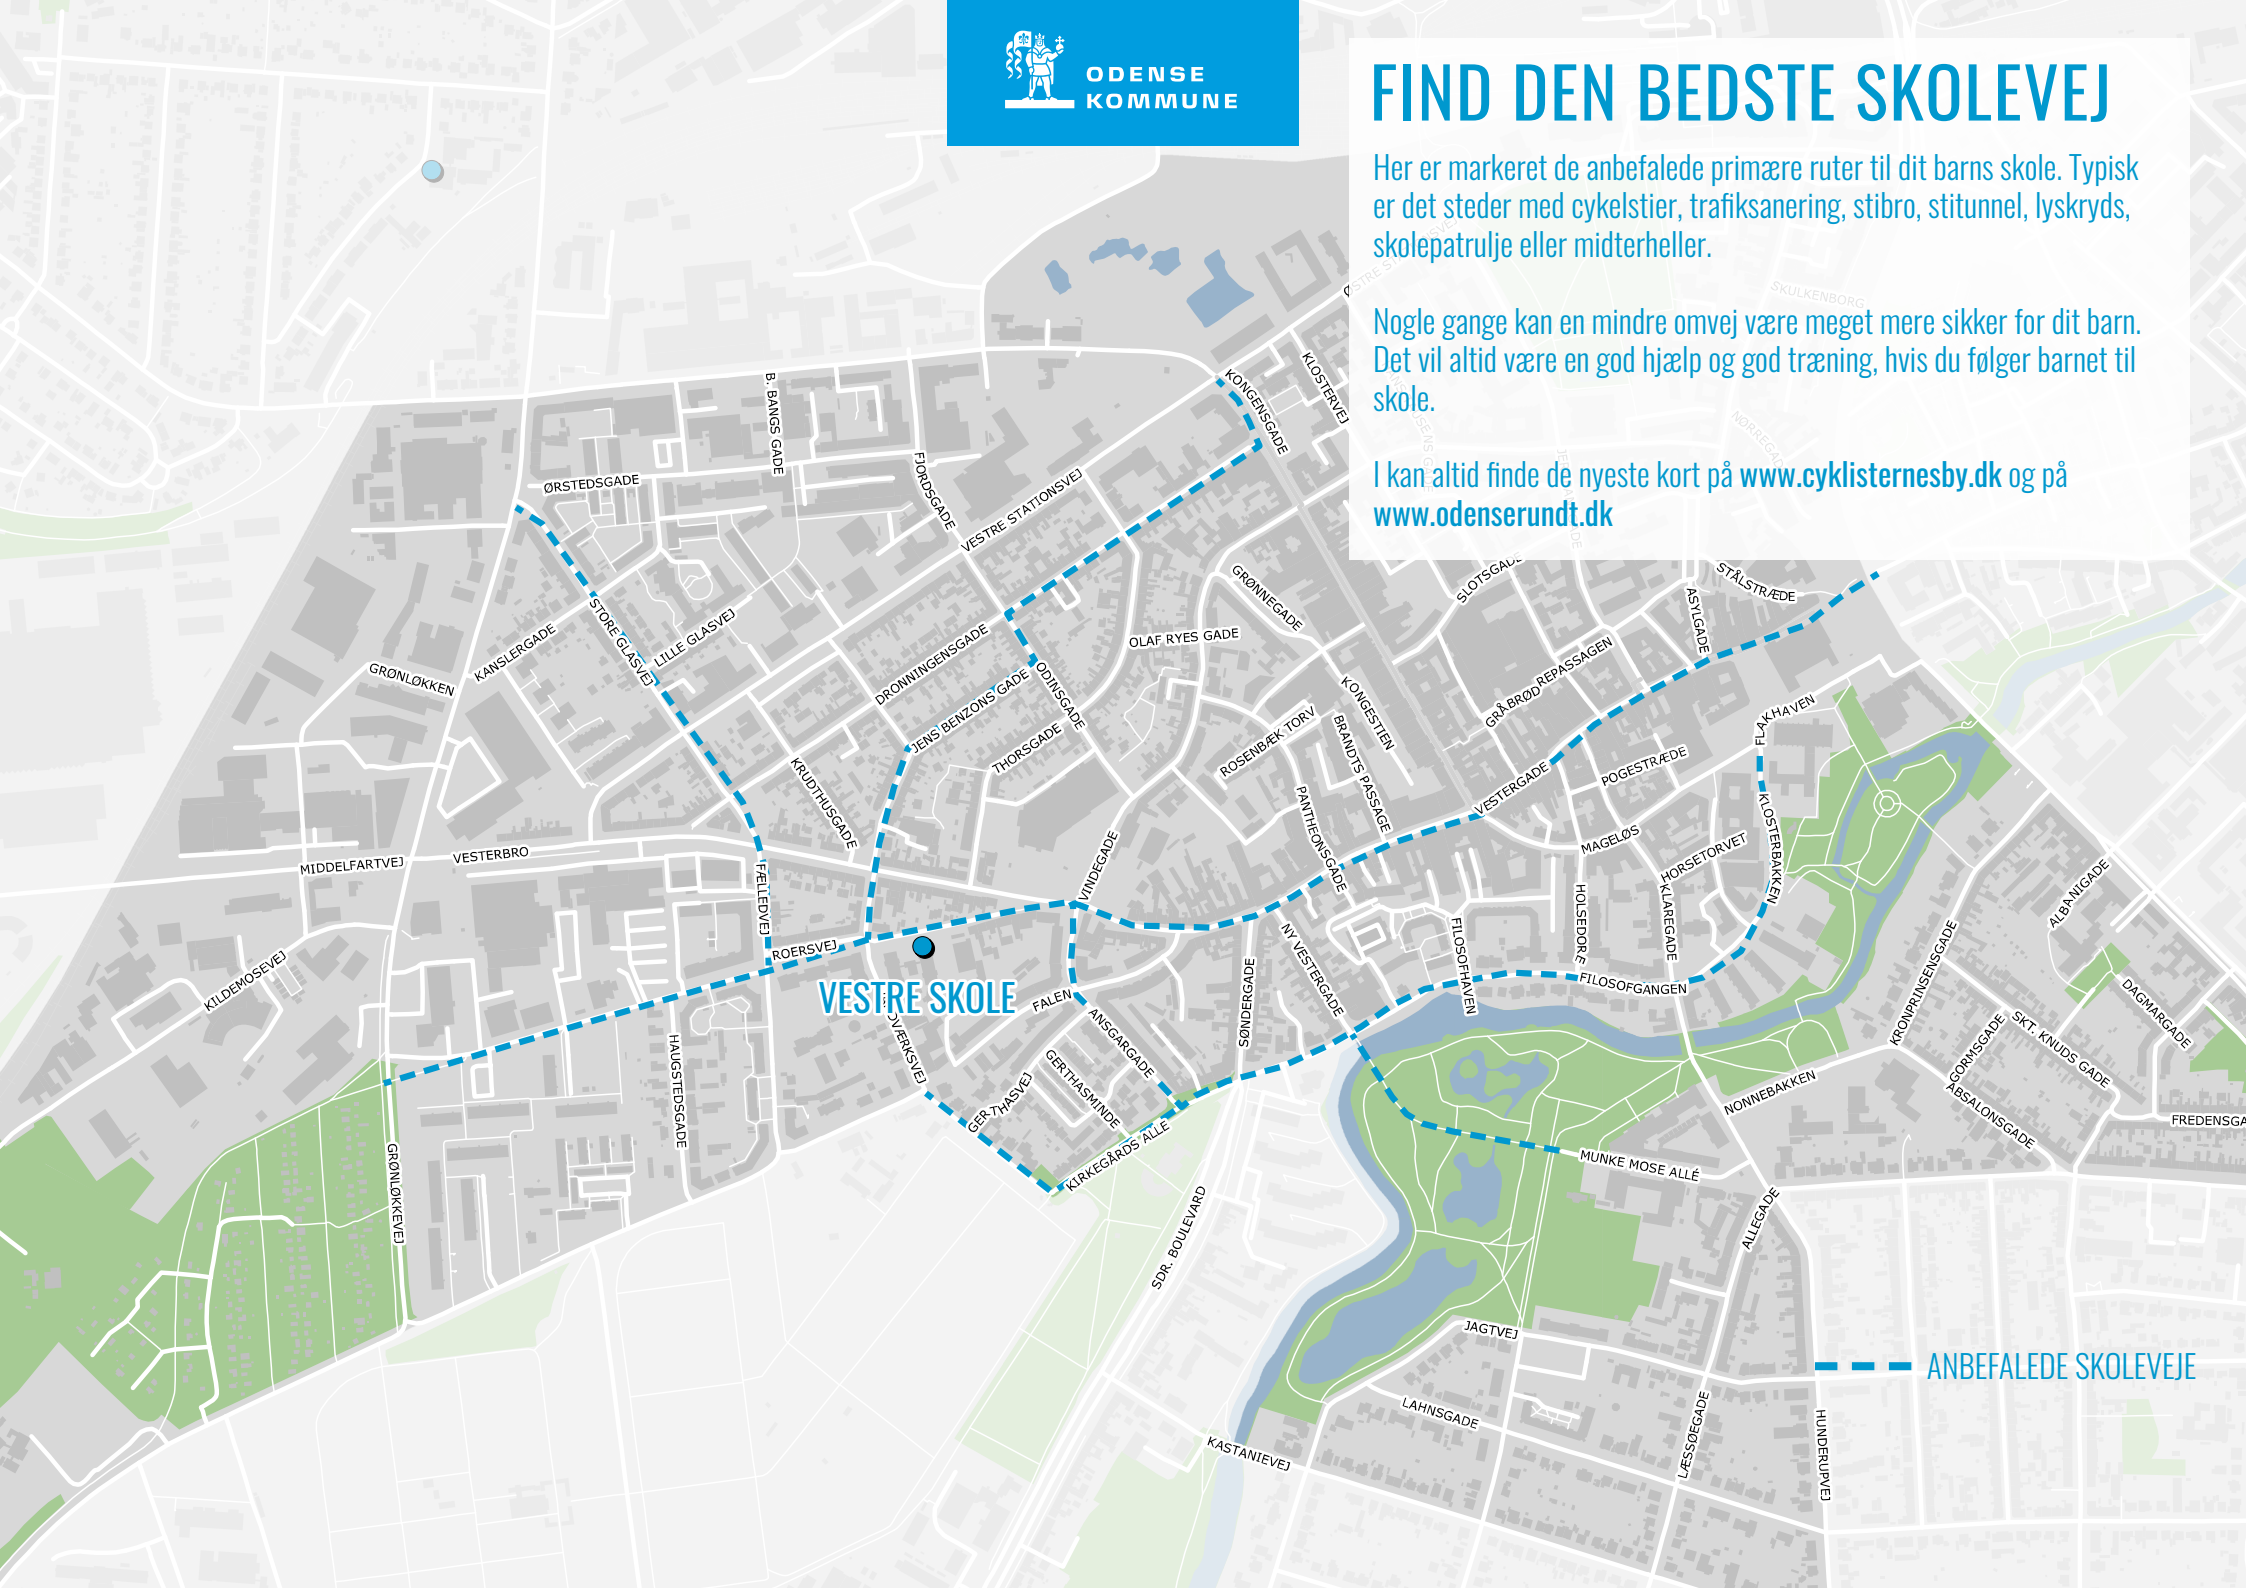 ODENSE
KOMMUNE
FIND DEN BEDSTE SKOLEVEJ
Her er markeret de anbefalede primære ruter til dit barns skole. Typisk
er det steder med cykelstier, trafiksanering, stibro, stitunnel, lyskryds,
skolepatrulje eller midterheller.
Nogle gange kan en mindre omvej være meget mere sikker for dit barn.
Det vil altid være en god hjælp og god træning, hvis du følger barnet til
skole.
I kan altid finde de nyeste kort på www.cyklisternesby.dk og på
www.odenserundt.dk
SKULKENBORG
B. BANGS GADE
KONGENSGADE
KLOSTERVEJ
ØRSTEDSGADE
FJORDSGADE
VESTRE STATIONSVEJ
GRØNNEGADE
SLOTSGADE
STÅLSTRÆDE
ASYLGADE
STORE GLASVEJ
LILLE GLASVEJ
KANSLERGADE
GRØNLØKKEN
DRONNINGENSGADE
OLAF RYES GADE
ODINSGADE
JENS BENZONS GADE
THORSGADE
KONGESTIEN
GRÅBRØDREPASSAGEN
ROSENBÆK TORV
BRANDTS PASSAGE
FLAKHAVEN
KRUDTHUSGADE
PANTHEONSGADE
VESTERGADE
POGESTRÆDE
KLOSTERBAKKEN
MAGELØS
HORSETORVET
MIDDELFARTVEJ
VESTERBRO
FÆLLEDVEJ
VINDEGADE
HOLSEDORE
KLAREGADE
ALBANIGADE
ROERSVEJ
NY VESTERGADE
FILOSOFHAVEN
KILDEMOSEVEJ
VESTRE SKOLE
FALEN
SØNDERGADE
FILOSOFGANGEN
KRONPRINSENSGADE
DAGMARGADE
ANSGARGADE
HAUGSTEDSGADE
GERTHASMINDE
GERTHASVEJ
GORMSGADE
SKT. KNUDS GADE
NONNEBAKKEN
ABSALONSGADE
FREDENSGA
GRØNLØKKEVEJ
KIRKEGÅRDS ALLE
MUNKE MOSE ALLÉ
SDR. BOULEVARD
ALLEGADE
JAGTVEJ
ANBEFALEDE SKOLEVEJE
LAHNSGADE
LÆSSØEGADE
HUNDERUPVEJ
KASTANIEVEJ